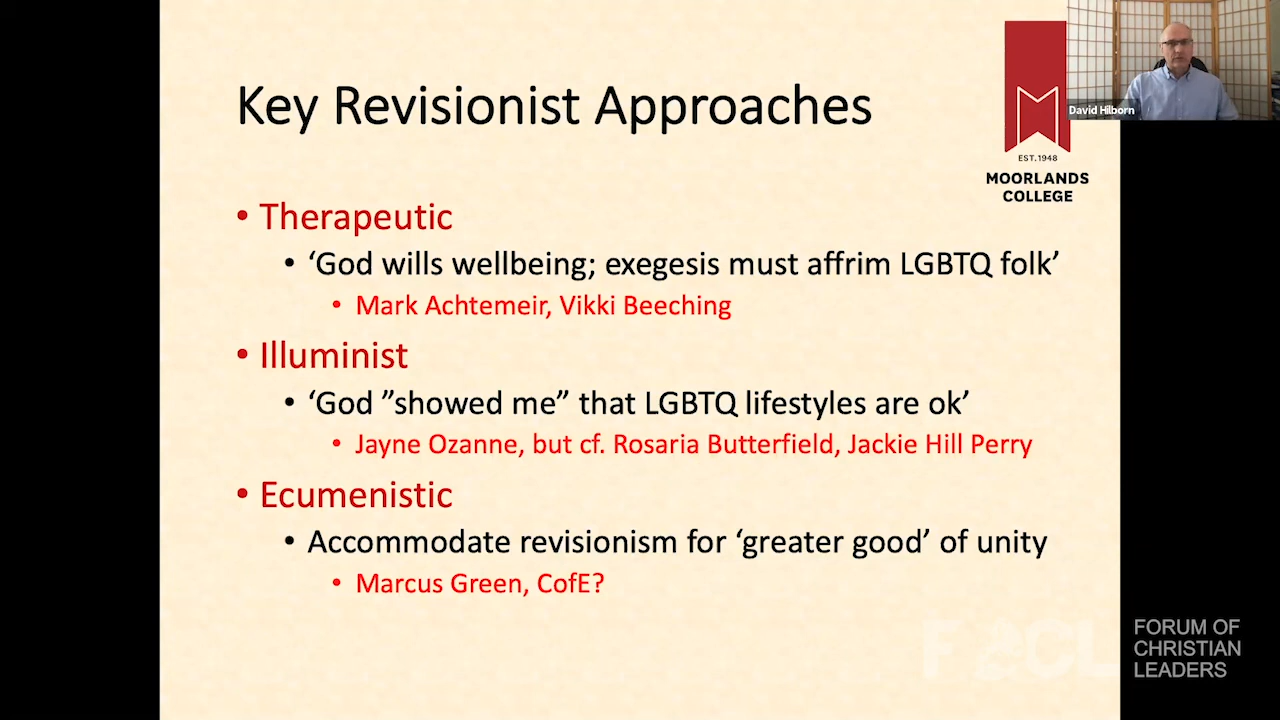 Key Revisionist Approaches
EST. 1948
MOORLANDS
COLLEGE
David Hilborn
• Therapeutic
• ‘God wills wellbeing; exegesis must affrim LGBTQ folk’
• Mark Achtemeir, Vikki Beeching
• Illuminist
• ‘God ”showed me” that LGBTQ lifestyles are ok’
• Jayne Ozanne, but cf. Rosaria Butterfield, Jackie Hill Perry
• Ecumenistic
• Accommodate revisionism for ‘greater good’ of unity
• Marcus Green, CofE?
FOCL
FORUM OF
CHRISTIAN
LEADERS